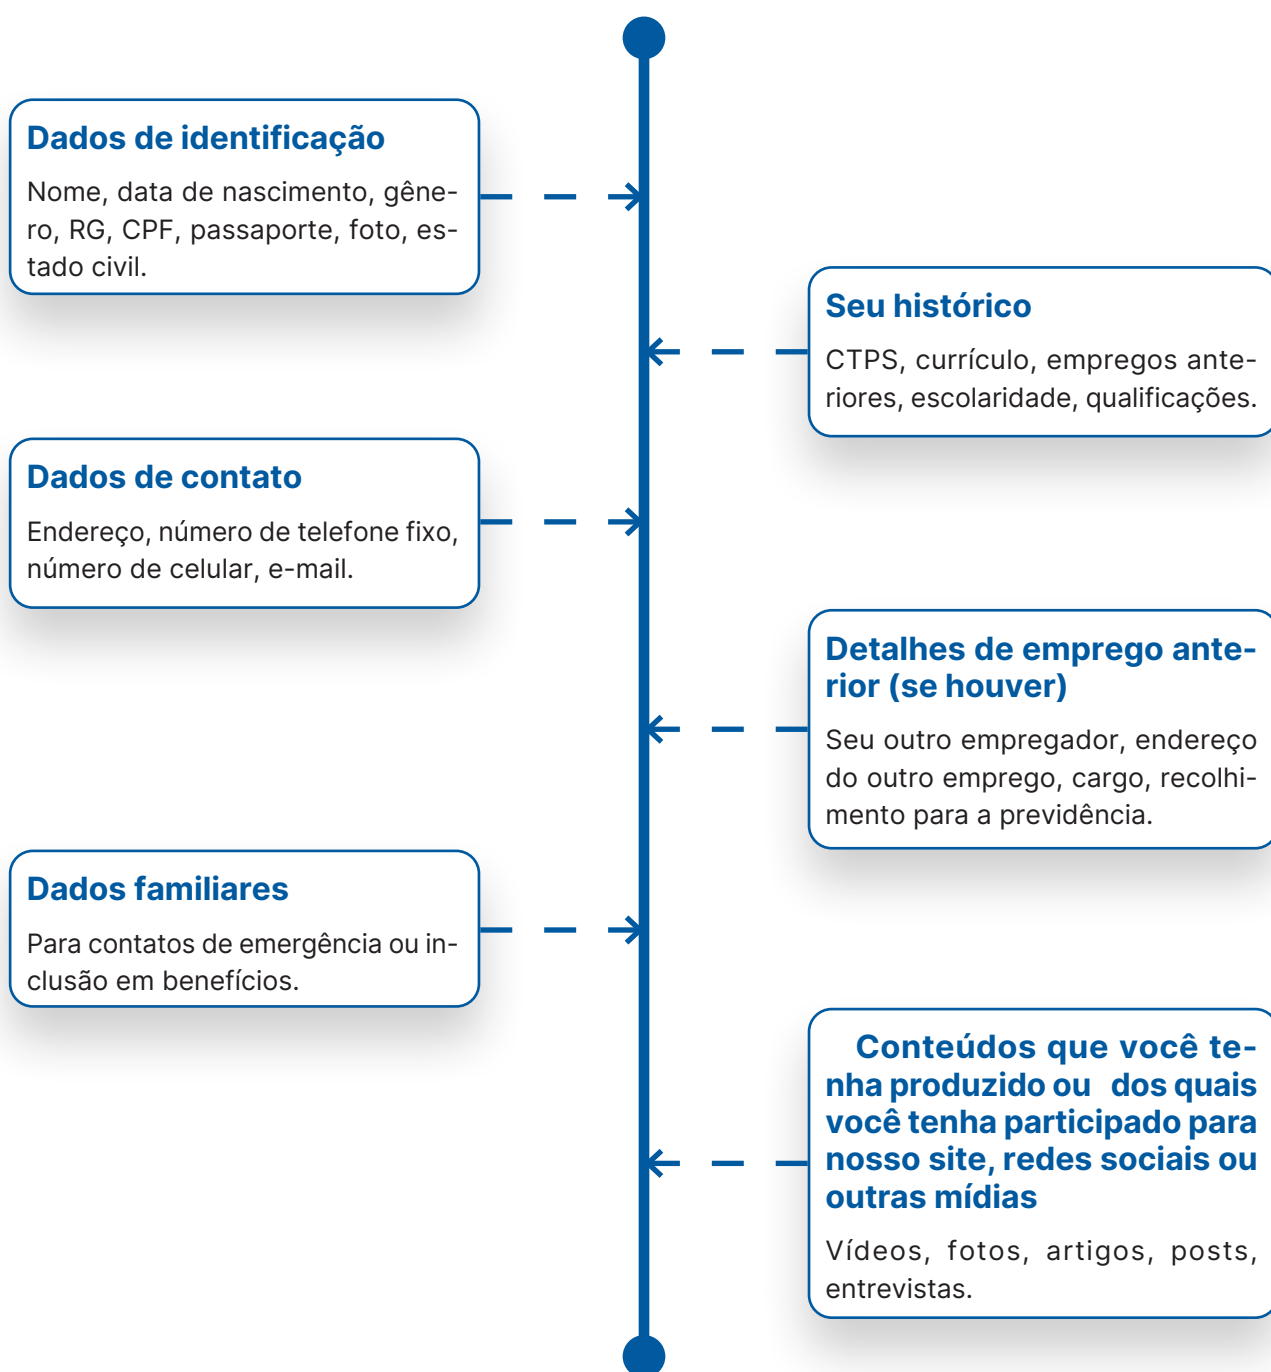 Dados de identificação
Nome, data de nascimento, gêne-
ro, RG, CPF, passaporte, foto, es-
tado civil.
Seu histórico
CTPS, currículo, empregos ante-
riores, escolaridade, qualificações.
Dados de contato
Endereço, número de telefone fixo,
número de celular, e-mail.
Detalhes de emprego ante-
rior (se houver)
Seu outro empregador, endereço
do outro emprego, cargo, recolhi-
mento para a previdência.
Dados familiares
Para contatos de emergência ou in-
clusão em benefícios.
Conteúdos que você te-
nha produzido ou dos quais
você tenha participado para
nosso site, redes sociais ou
outras mídias
Vídeos, fotos, artigos, posts,
entrevistas.